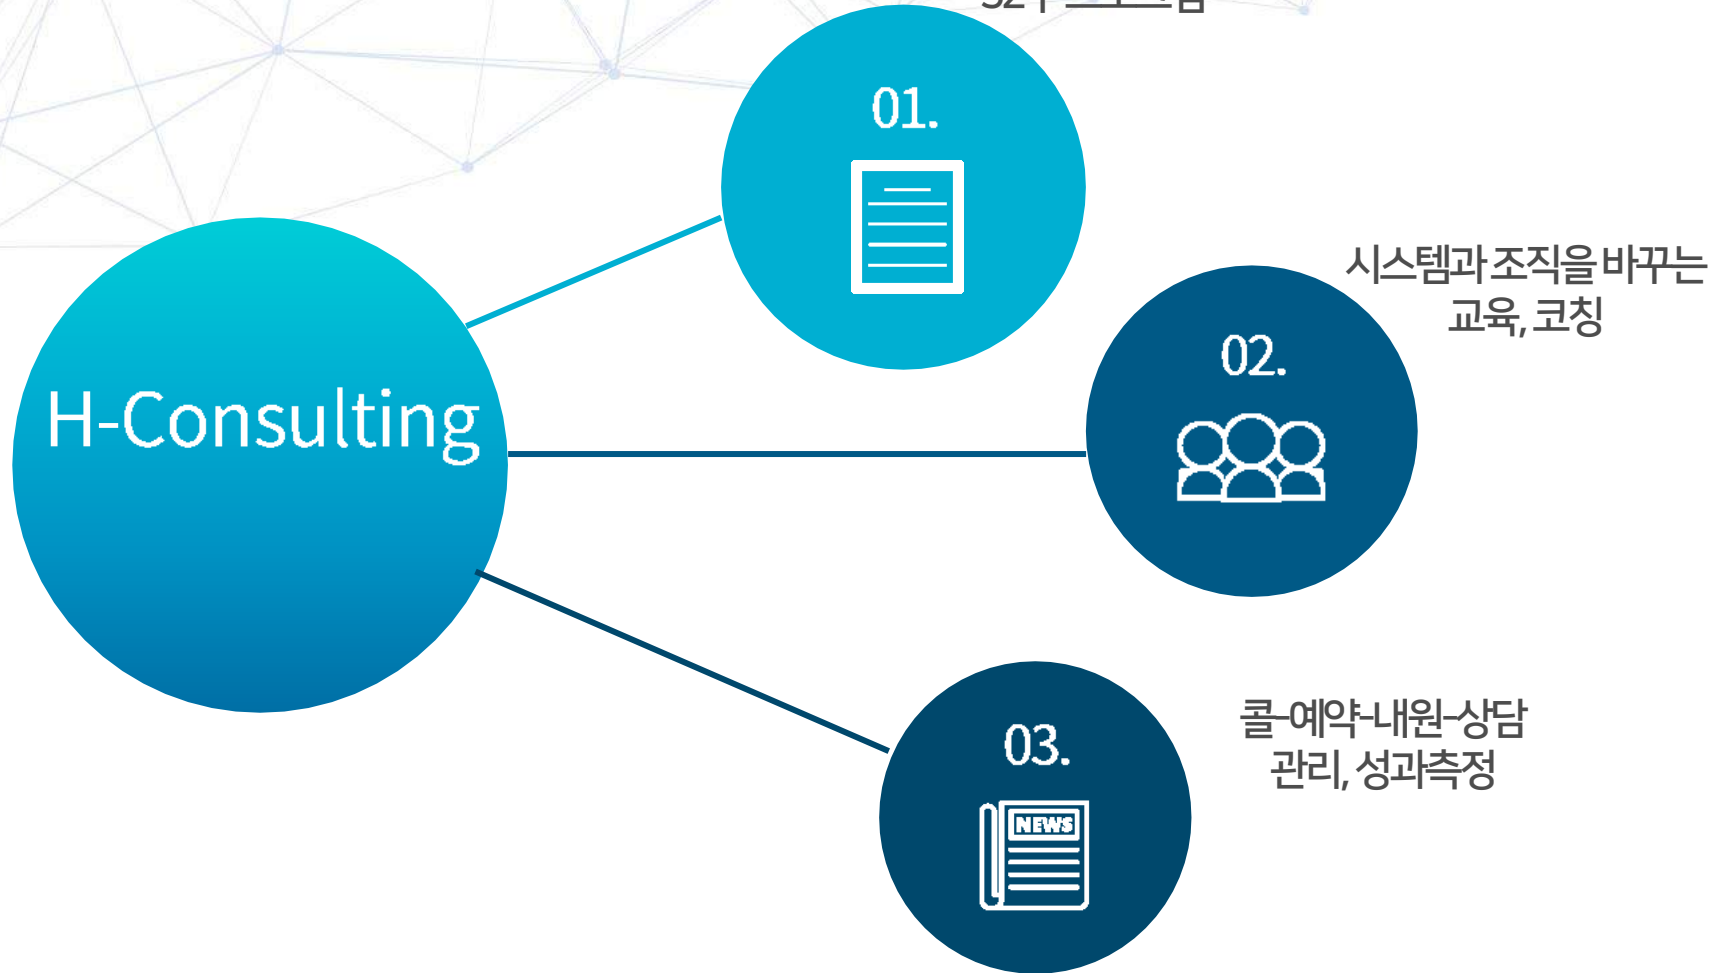 01.
시스템과 조직을 바꾸는
교육, 코칭
02.
H-Consulting
콜-예약-내원-상담
관리, 성과측정
03.
NEWS